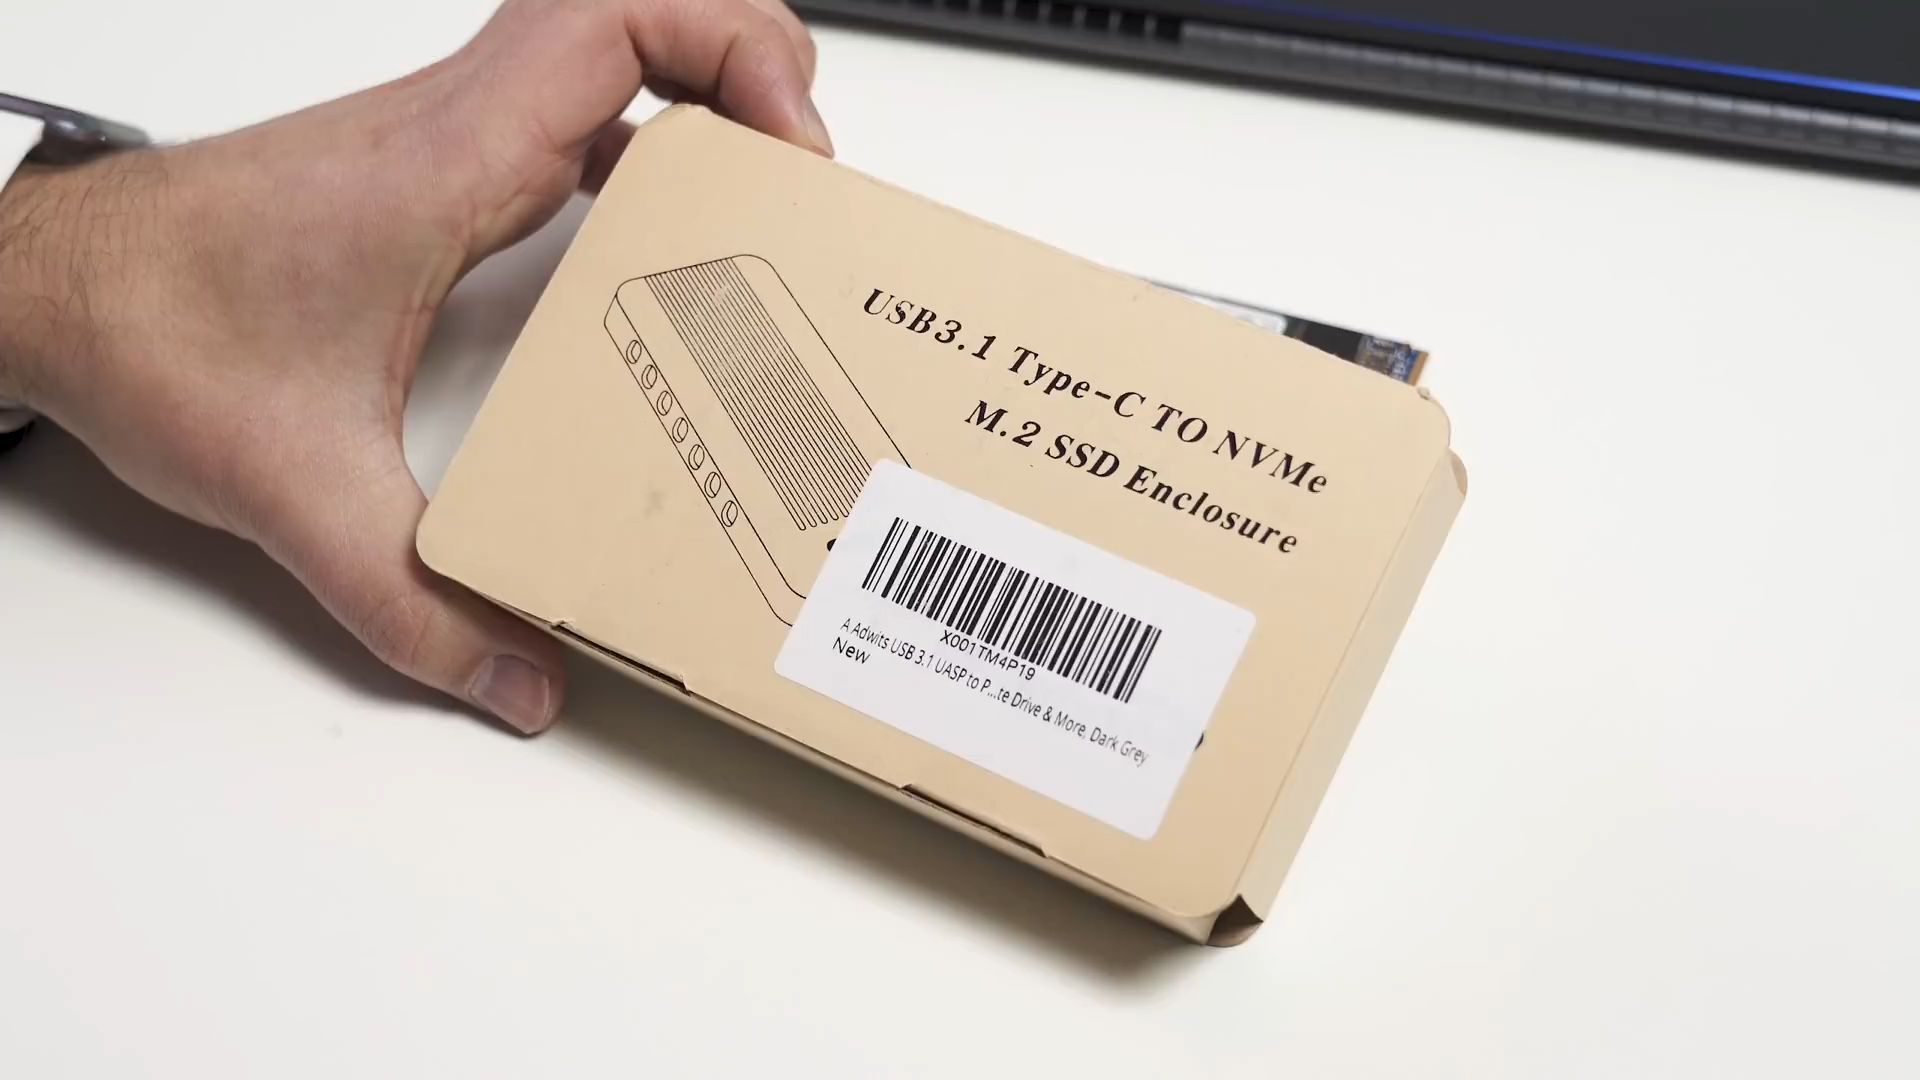 USB3.1 Type-C TO NVMe
M.2 SSD Enclosure
X001TM4P19
A Adwits USB 3.1 UASP to P...te Drive & More, Dark Grey
New